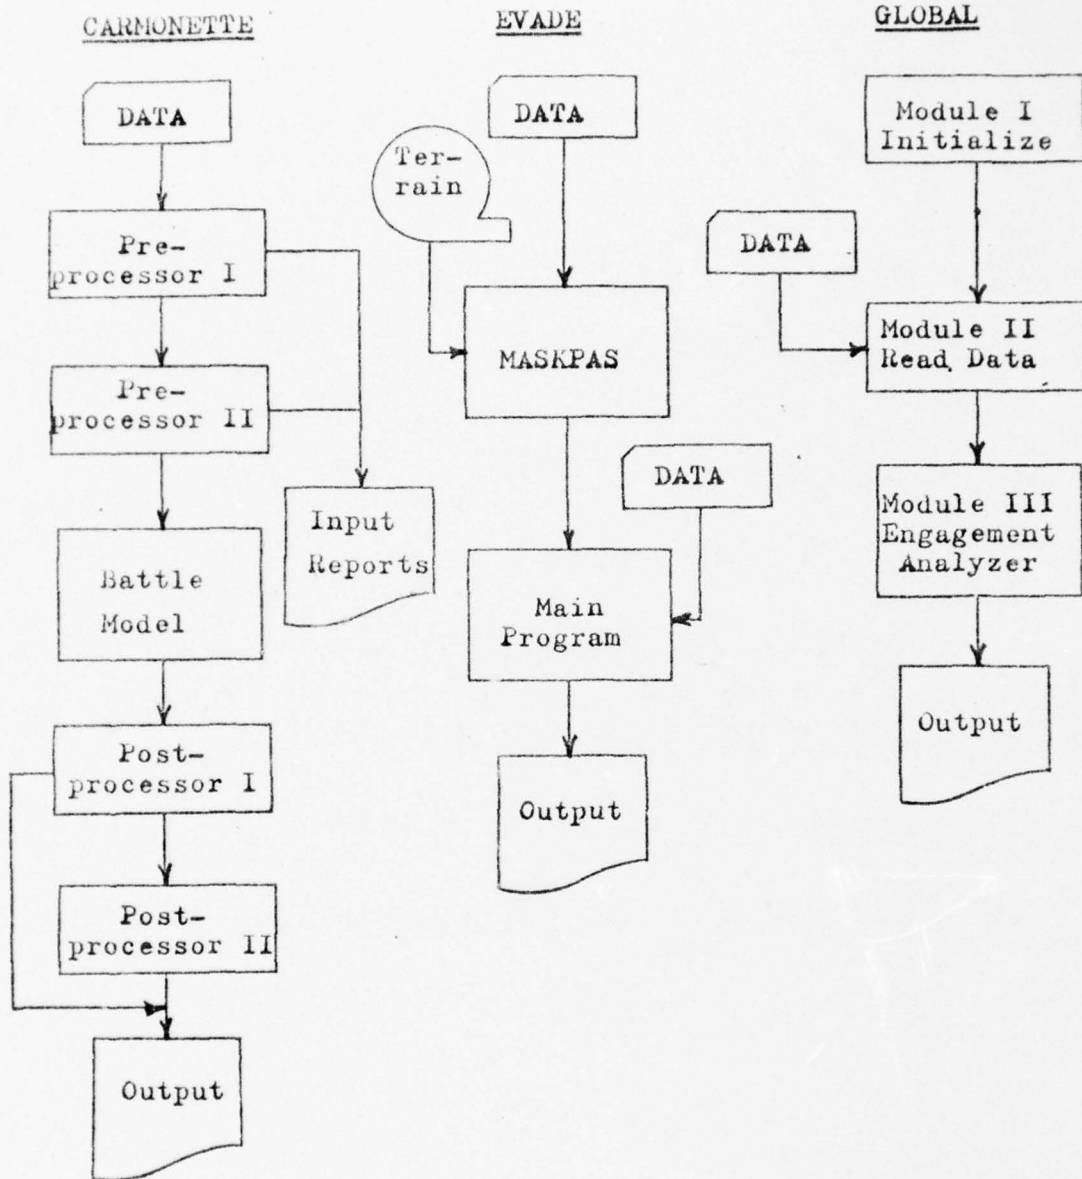 CARMONETTE
DATA
Pre-
processor I
Pre-
processor II
Input
Reports
Battle
Model
Post-
processor I
Post-
processor II
Output
EVADE
DATA
Ter-
rain
MASKPAS
DATA
Main
Program
Output
GLOBAL
Module I
Initialize
DATA
Module II
Read Data
Module III
Engagement
Analyzer
Output